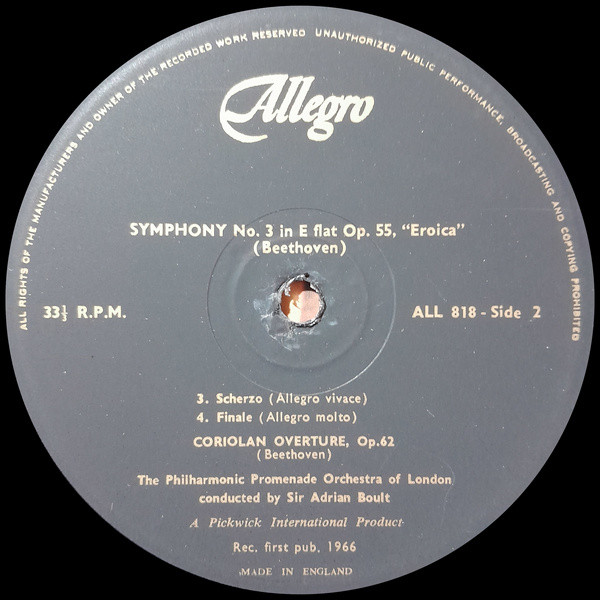 ALL RIGHTS OF THE MANUFACTURERS AND OWNER OF THE RECORDED WORK RESERVED UNAUTHORIZED PUBLIC PERFORMANCE, BROADCASTING AND COPYING PROHIBITED
Allegro
SYMPHONY No. 3 in E flat Op. 55, "Eroica"
(Beethoven)
33⅓ R.P.M.
ALL 818 - Side 2
3. Scherzo (Allegro vivace)
4. Finale (Allegro molto)
CORIOLAN OVERTURE, Op.62
(Beethoven)
The Philharmonic Promenade Orchestra of London
conducted by Sir Adrian Boult
A Pickwick International Product
Rec. first pub. 1966
MADE IN ENGLAND